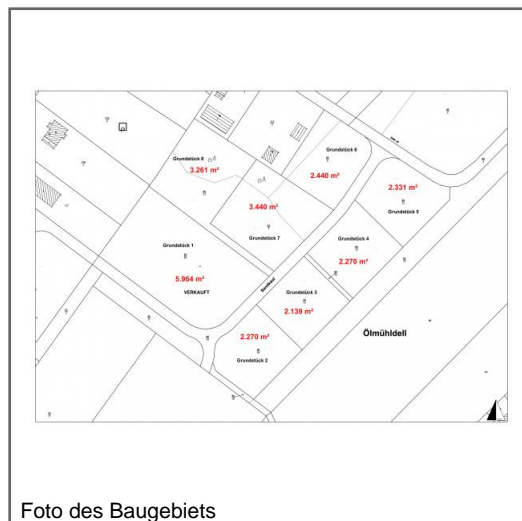 Grundstück 6
2.440 m²
Grundstück 8
3.261 m²
2.331 m²
Grundstück 5
3.440 m²
Grundstück 7
Grundstück 4
2.270 m²
Grundstück 1
5.964 m²
VERKAUFT
Grundstück 3
2.139 m²
2.270 m²
Grundstück 2
Ölmühldell
Foto des Baugebiets